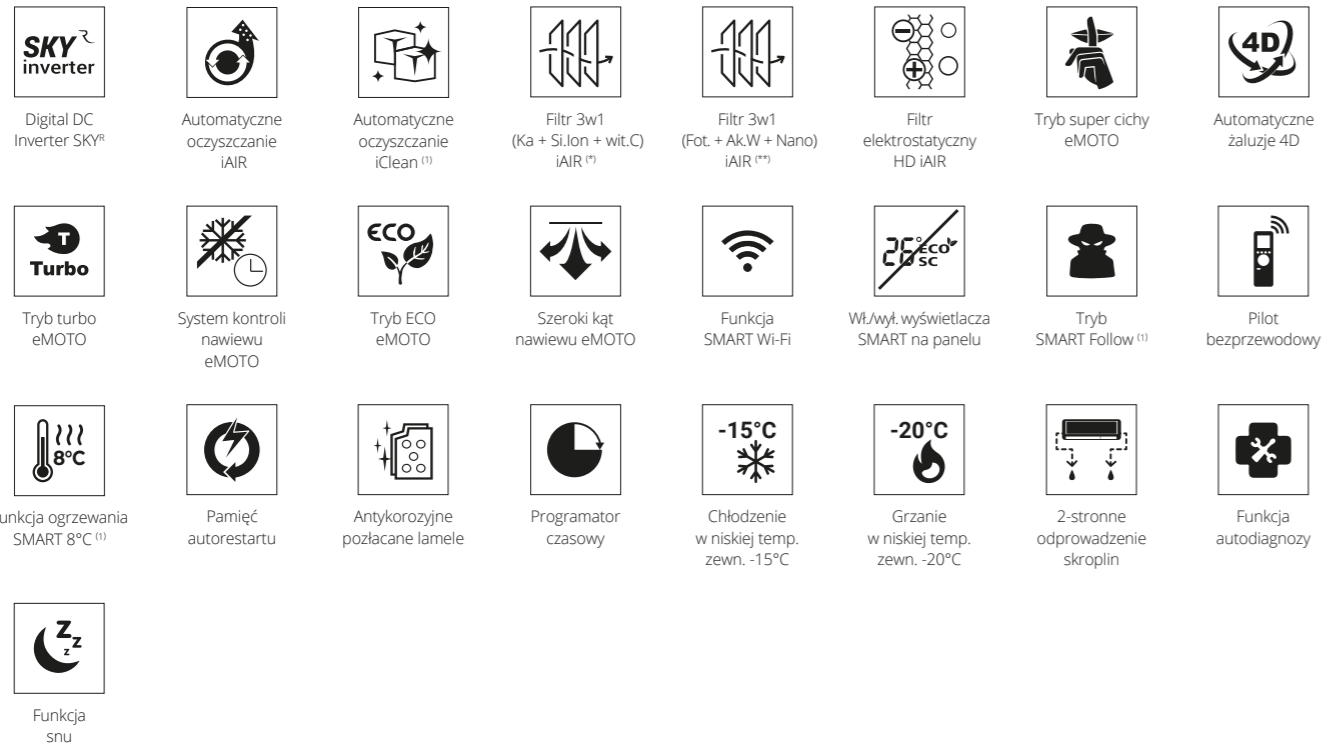 SKY R
inverter
Digital DC
Inverter SKYᴿ
Automatyczne
oczyszczanie
iAIR
Automatyczne
oczyszczanie
iClean (1)
Filtr 3w1
(Ka + Si.Ion + wit.C)
iAIR (*)
Filtr 3w1
(Fot. + Ak.W + Nano)
iAIR (**)
Filtr
elektrostatyczny
HD iAIR
Tryb super cichy
eMOTO
4D
Automatyczne
żaluzje 4D
T
Turbo
Tryb turbo
eMOTO
System kontroli
nawiewu
eMOTO
ECO
Tryb ECO
eMOTO
Szeroki kąt
nawiewu eMOTO
Funkcja
SMART Wi-Fi
26° ECO
SC
Wł./wył. wyświetlacza
SMART na panelu
Tryb
SMART Follow (1)
Pilot
bezprzewodowy
8°C
unkcja ogrzewania
SMART 8°C (1)
Pamięć
autorestartu
Antykorozyjne
pozłacane lamele
Programator
czasowy
-15°C
Chłodzenie
w niskiej temp.
zewn. -15°C
-20°C
Grzanie
w niskiej temp.
zewn. -20°C
2-stronne
odprowadzenie
skroplin
Funkcja
autodiagnozy
Z z z
Funkcja
snu